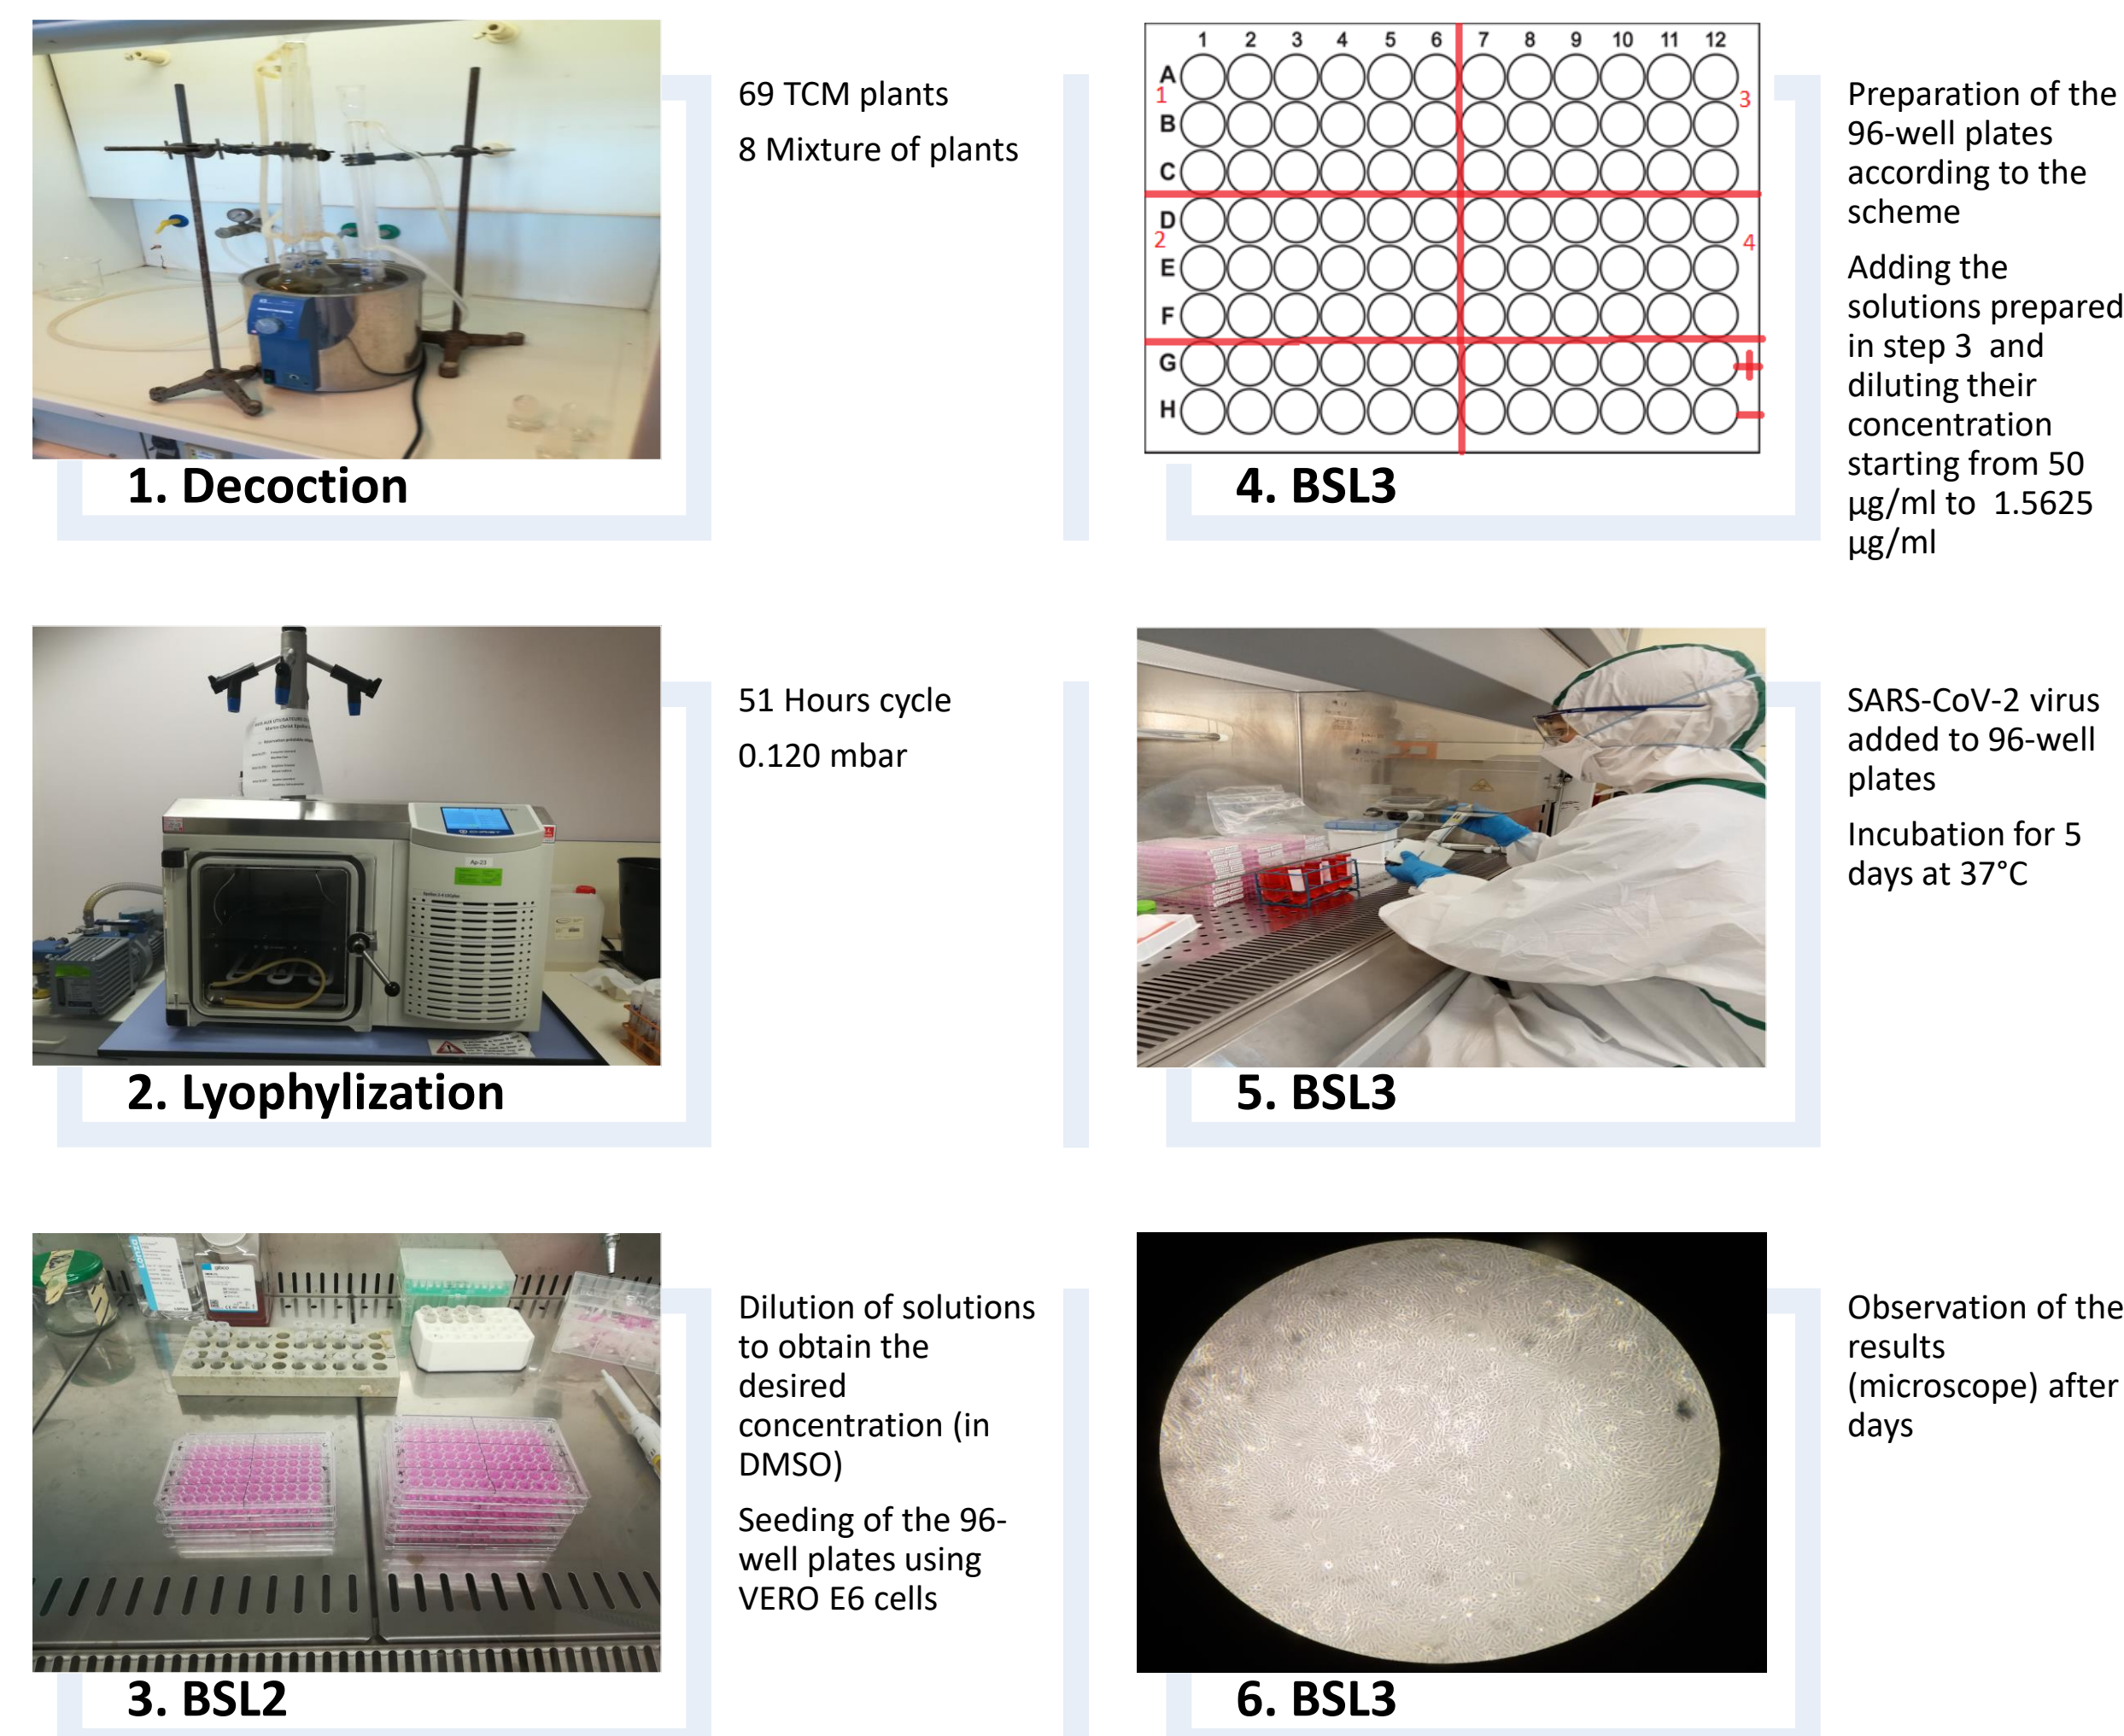 69 TCM plants
8 Mixture of plants
1. Decoction
51 Hours cycle
0.120 mbar
2. Lyophylization
Dilution of solutions
to obtain the
desired
concentration (in
DMSO)
Seeding of the 96-
well plates using
VERO E6 cells
3. BSL2
1 2 3 4 5 6 7 8 9 10 11 12
A
1
3
B
C
D
2
4
E
F
G
+
H
−
Preparation of the
96-well plates
according to the
scheme
Adding the
solutions prepared
in step 3 and
diluting their
concentration
starting from 50
µg/ml to 1.5625
µg/ml
4. BSL3
SARS-CoV-2 virus
added to 96-well
plates
Incubation for 5
days at 37°C
5. BSL3
Observation of the
results
(microscope) after
days
6. BSL3
Ap-23
gibco
Lonza